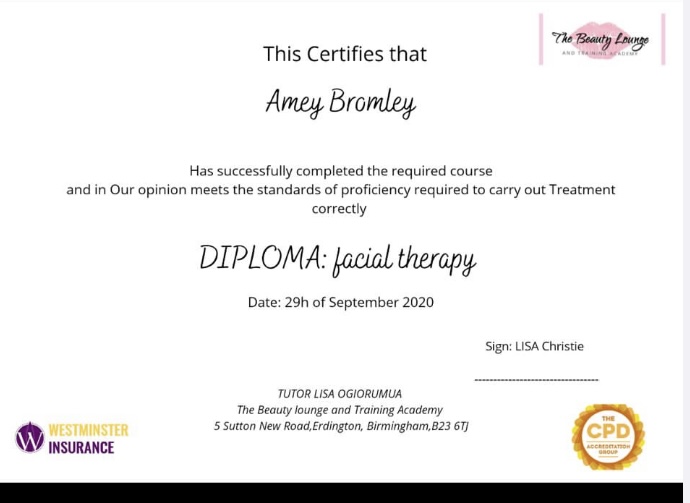 The Beauty Lounge
AND TRAINING ACADEMY
This Certifies that
Amey Bromley
Has successfully completed the required course
and in Our opinion meets the standards of proficiency required to carry out Treatment
correctly
DIPLOMA: facial therapy
Date: 29h of September 2020
Sign: LISA Christie
---------------------------------
TUTOR LISA OGIORUMUA
The Beauty lounge and Training Academy
5 Sutton New Road,Erdington, Birmingham,B23 6TJ
W WESTMINSTER
INSURANCE
THE
CPD
ACCREDITATION
GROUP